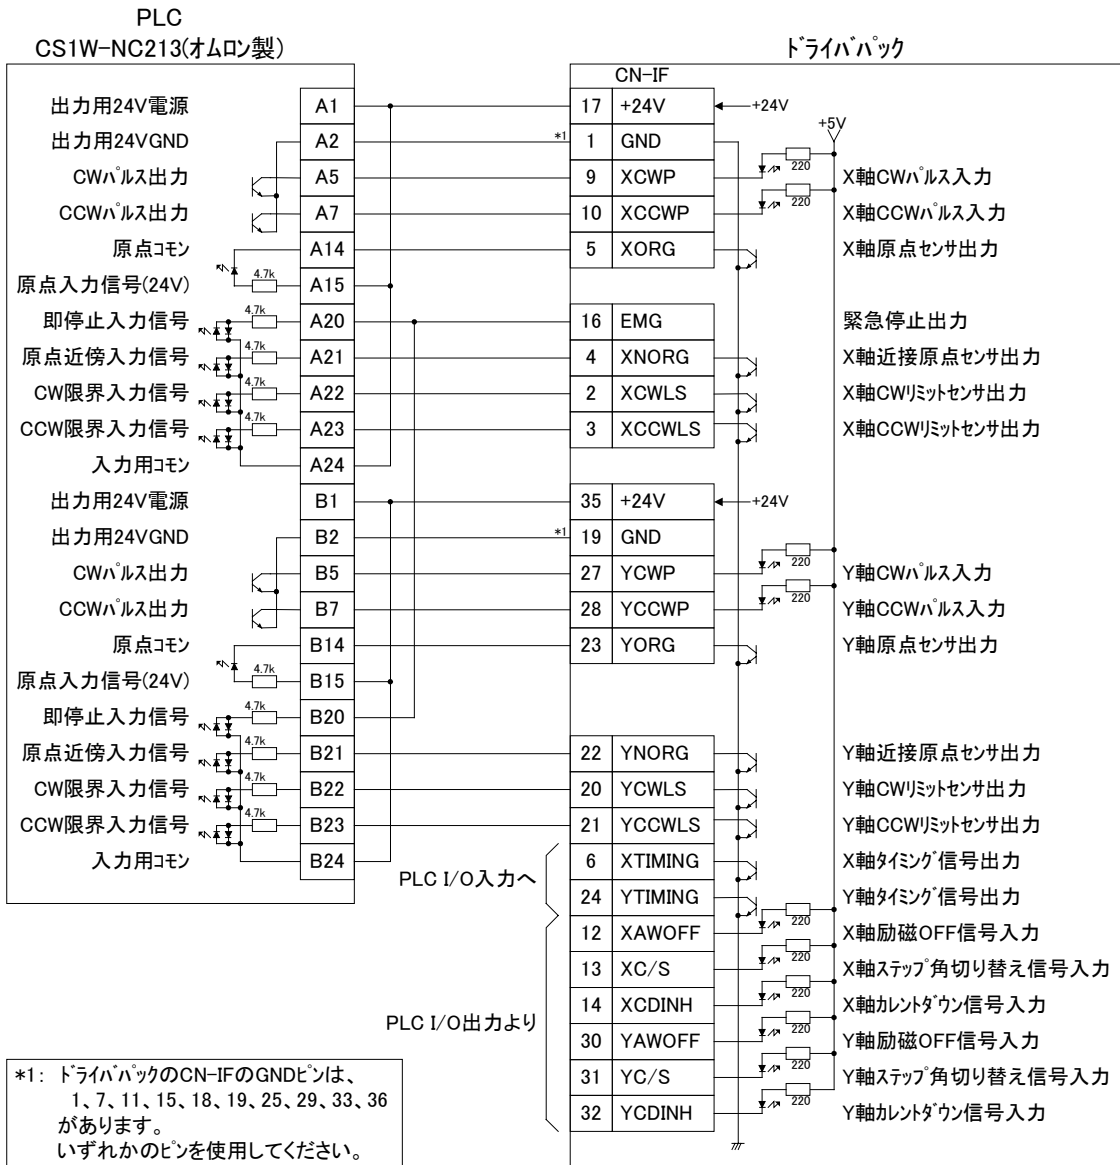 PLC
CS1W-NC213(オムロン製)
ドライバパック
CN-IF
出力用24V電源 A1 17 +24V +24V
+5V
出力用24VGND A2 *1 1 GND
220
CWパルス出力 A5 9 XCWP X軸CWパルス入力
220
CCWパルス出力 A7 10 XCCWP X軸CCWパルス入力
原点コモン A14 5 XORG X軸原点センサ出力
原点入力信号(24V) 4.7k A15
即停止入力信号 4.7k A20 16 EMG 緊急停止出力
原点近傍入力信号 4.7k A21 4 XNORG X軸近接原点センサ出力
CW限界入力信号 4.7k A22 2 XCWLS X軸CWリミットセンサ出力
CCW限界入力信号 4.7k A23 3 XCCWLS X軸CCWリミットセンサ出力
入力用コモン A24
出力用24V電源 B1 35 +24V +24V
出力用24VGND B2 *1 19 GND
220
CWパルス出力 B5 27 YCWP Y軸CWパルス入力
220
CCWパルス出力 B7 28 YCCWP Y軸CCWパルス入力
原点コモン B14 23 YORG Y軸原点センサ出力
原点入力信号(24V) 4.7k B15
即停止入力信号 4.7k B20
原点近傍入力信号 4.7k B21 22 YNORG Y軸近接原点センサ出力
CW限界入力信号 4.7k B22 20 YCWLS Y軸CWリミットセンサ出力
CCW限界入力信号 4.7k B23 21 YCCWLS Y軸CCWリミットセンサ出力
入力用コモン B24 6 XTIMING X軸タイミング信号出力
PLC I/O入力へ
24 YTIMING Y軸タイミング信号出力
220
12 XAWOFF X軸励磁OFF信号入力
220
13 XC/S X軸ステップ角切り替え信号入力
220
14 XCDINH X軸カレントダウン信号入力
PLC I/O出力より
220
30 YAWOFF Y軸励磁OFF信号入力
220
31 YC/S Y軸ステップ角切り替え信号入力
220
32 YCDINH Y軸カレントダウン信号入力
*1: ドライバパックのCN-IFのGNDピンは、
1、7、11、15、18、19、25、29、33、36
があります。
いずれかのピンを使用してください。